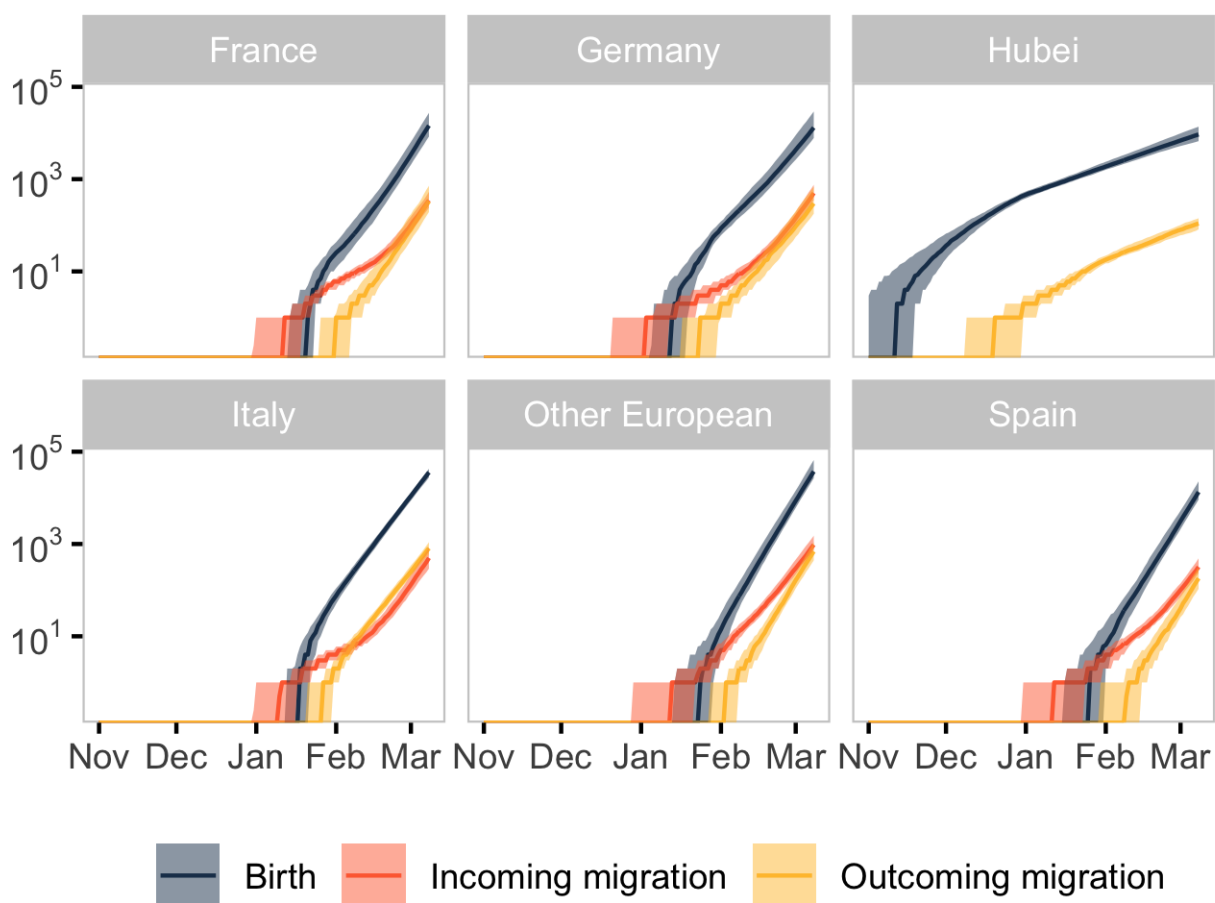 France Germany Hubei
10^5
10^3
10^1
Italy Other European Spain
10^5
10^3
10^1
Nov Dec Jan Feb Mar Nov Dec Jan Feb Mar Nov Dec Jan Feb Mar
Birth Incoming migration Outcoming migration